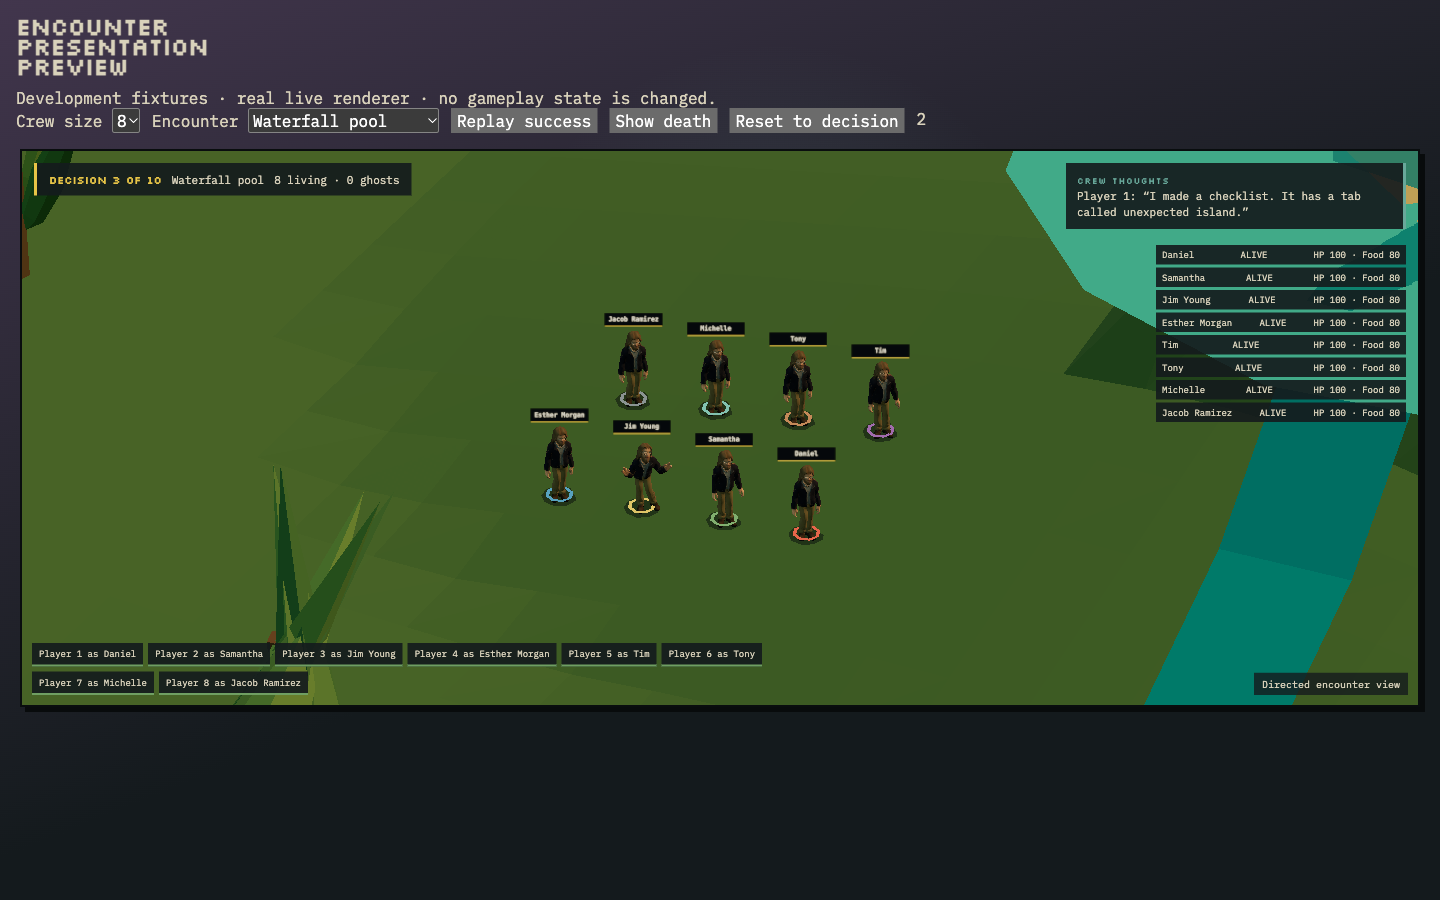 ENCOUNTER
PRESENTATION
PREVIEW
Development fixtures · real live renderer · no gameplay state is changed.
Crew size 8 Encounter Waterfall pool Replay success Show death Reset to decision 2
DECISION 3 OF 10 Waterfall pool 8 living · 0 ghosts
CREW THOUGHTS
Player 1: “I made a checklist. It has a tab
called unexpected island.”
Daniel ALIVE HP 100 · Food 80
Samantha ALIVE HP 100 · Food 80
Jim Young ALIVE HP 100 · Food 80
Esther Morgan ALIVE HP 100 · Food 80
Tim ALIVE HP 100 · Food 80
Tony ALIVE HP 100 · Food 80
Michelle ALIVE HP 100 · Food 80
Jacob Ramirez ALIVE HP 100 · Food 80
Jacob Ramirez
Michelle
Tony
Tim
Esther Morgan
Jim Young
Samantha
Daniel
Player 1 as Daniel Player 2 as Samantha Player 3 as Jim Young Player 4 as Esther Morgan Player 5 as Tim Player 6 as Tony
Player 7 as Michelle Player 8 as Jacob Ramirez
Directed encounter view